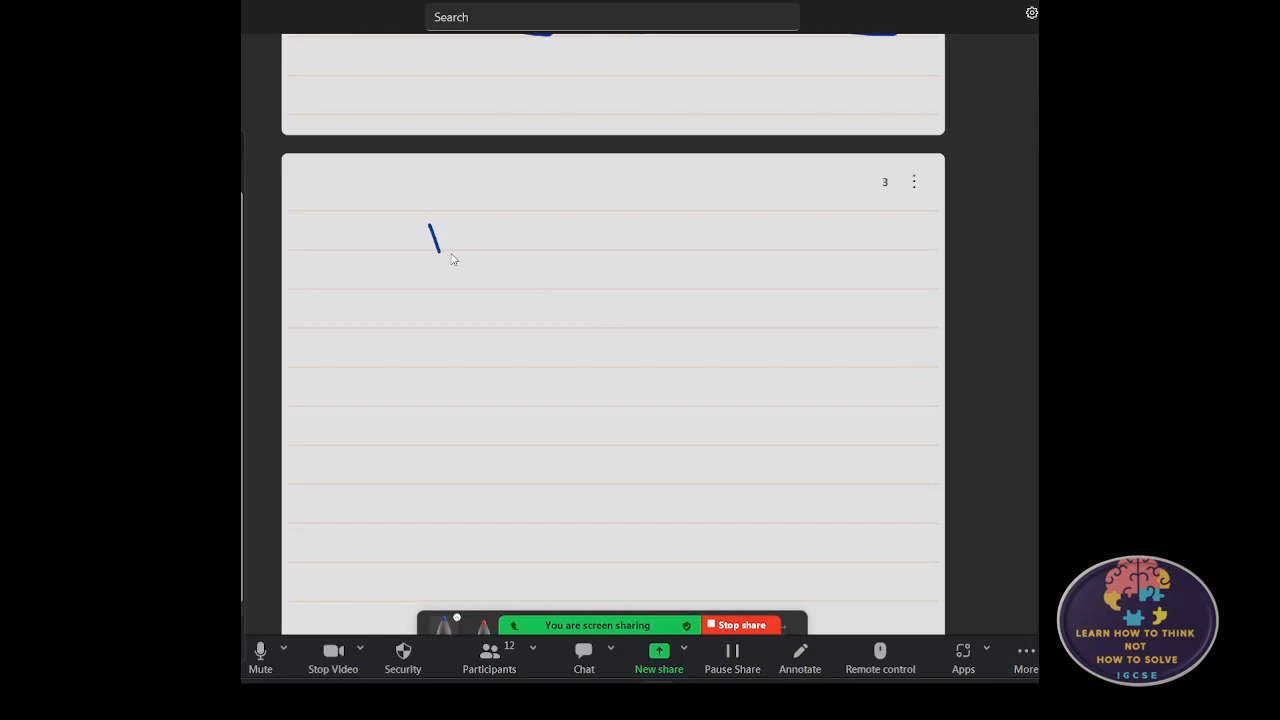 Search
3
12
You are screen sharing
Stop share
Mute
Stop Video
Security
Participants
Chat
New share
Pause Share
Annotate
Remote control
Apps
More
LEARN HOW TO THINK
NOT
HOW TO SOLVE
!GCSE